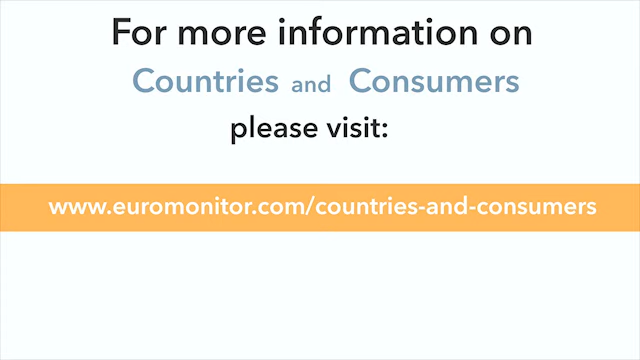 For more information on
Countries and Consumers
please visit:
www.euromonitor.com/countries-and-consumers